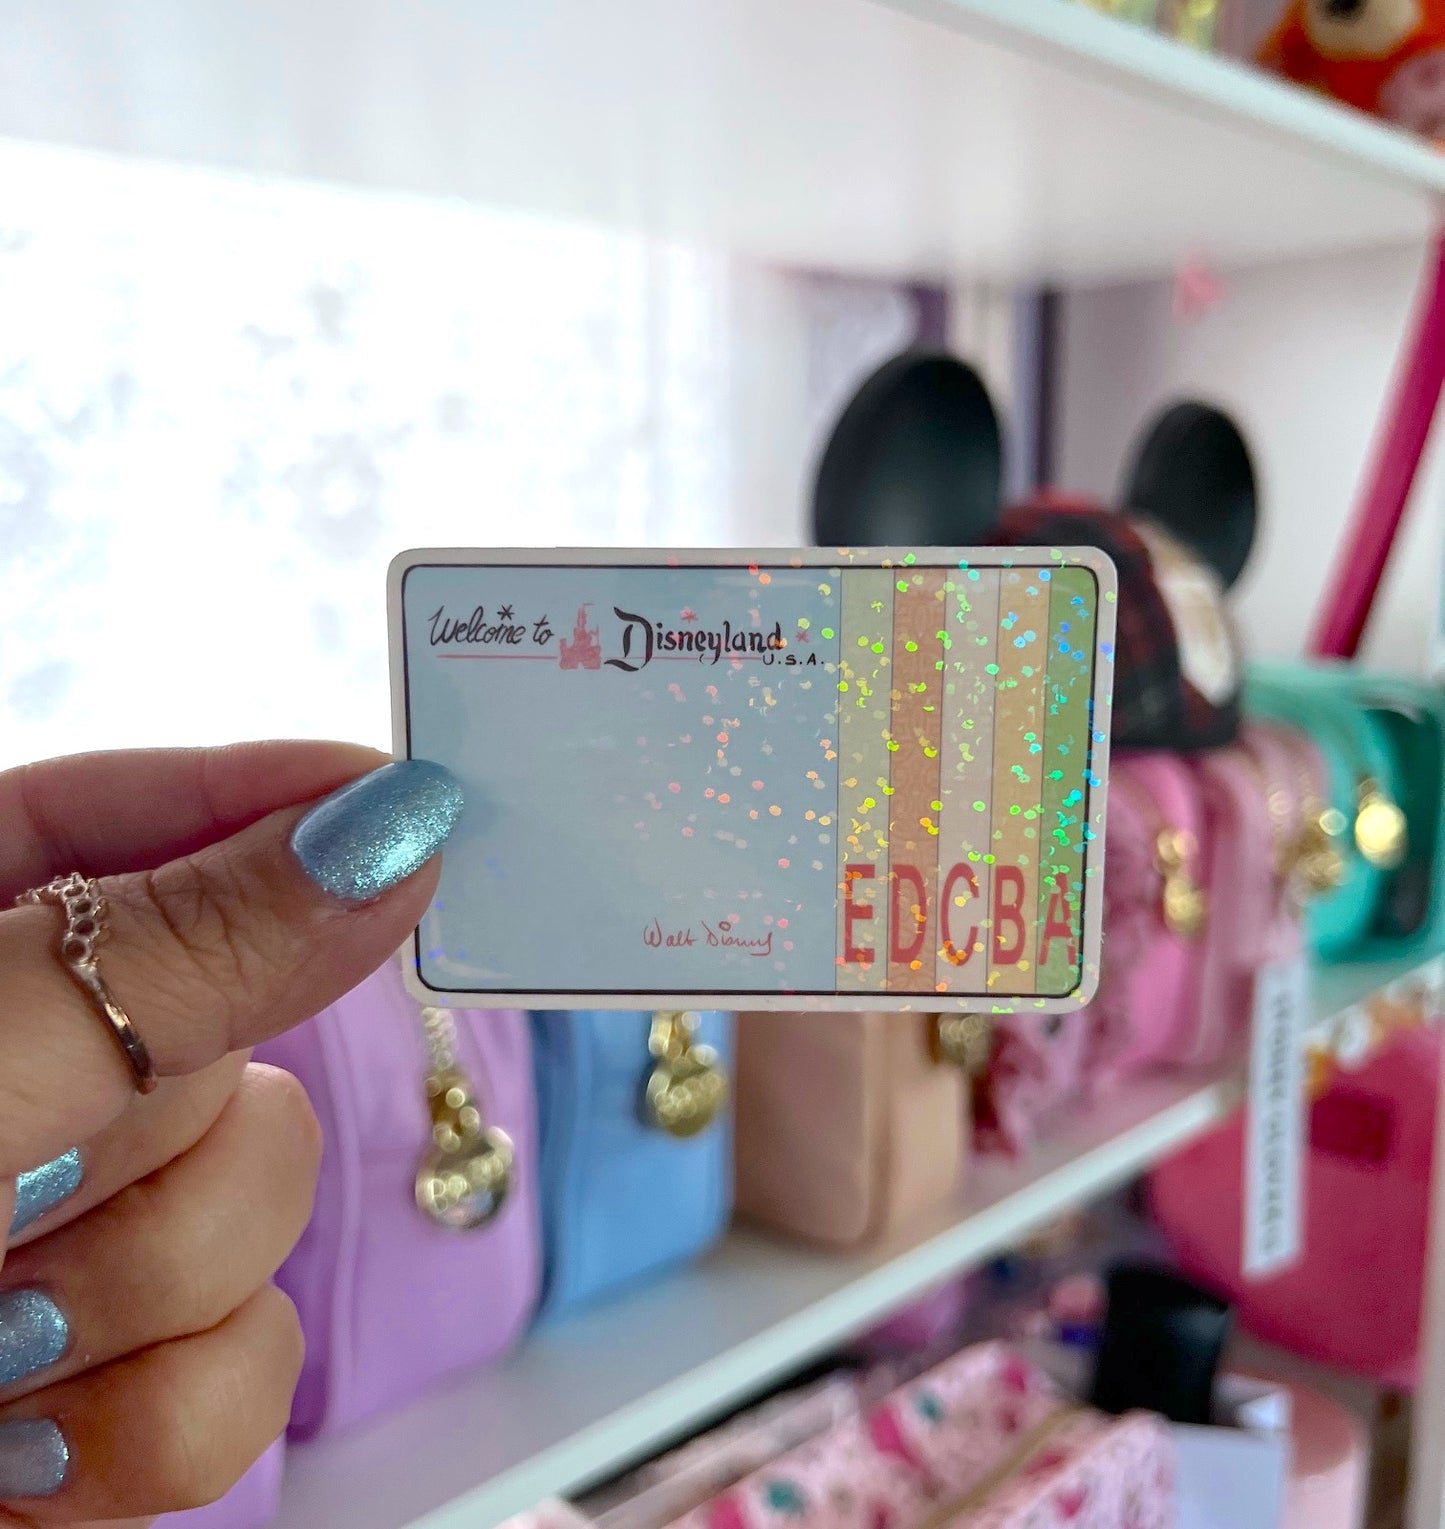 Welcome to Disneyland
U.S.A.
Walt Disney
EDCBA